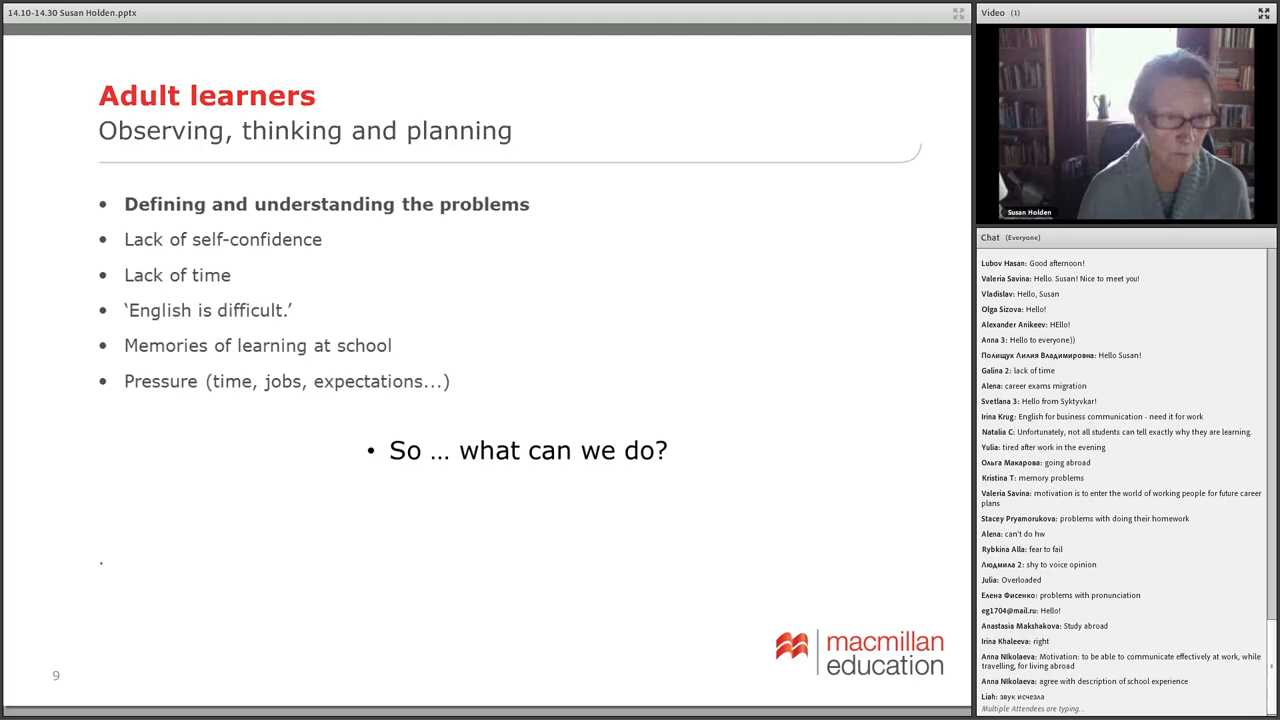 14.10-14.30 Susan Holden.pptx
Adult learners
Observing, thinking and planning
• Defining and understanding the problems
• Lack of self-confidence
• Lack of time
• ‘English is difficult.’
• Memories of learning at school
• Pressure (time, jobs, expectations...)
• So ... what can we do?
.
macmillan
education
9
Video (1)
Susan Holden
Chat (Everyone)
Lubov Hasan: Good afternoon!
Valeria Savina: Hello. Susan! Nice to meet you!
Vladislav: Hello, Susan
Olga Sizova: Hello!
Alexander Anikeev: HEllo!
Anna 3: Hello to everyone))
Полищук Лилия Владимировна: Hello Susan!
Galina 2: lack of time
Alena: career exams migration
Svetlana 3: Hello from Syktyvkar!
Irina Krug: English for business communication - need it for work
Natalia C: Unfortunately, not all students can tell exactly why they are learning.
Yulia: tired after work in the evening
Ольга Макарова: going abroad
Kristina T: memory problems
Valeria Savina: motivation is to enter the world of working people for future career
plans
Stacey Pryamorukova: problems with doing their homework
Alena: can't do hw
Rybkina Alla: fear to fail
Людмила 2: shy to voice opinion
Julia: Overloaded
Елена Фисенко: problems with pronunciation
eg1704@mail.ru: Hello!
Anastasia Makshakova: Study abroad
Irina Khaleeva: right
Anna NIkolaeva: Motivation: to be able to communicate effectively at work, while
travelling, for living abroad
Anna NIkolaeva: agree with description of school experience
Liah: звук исчезла
Multiple Attendees are typing...